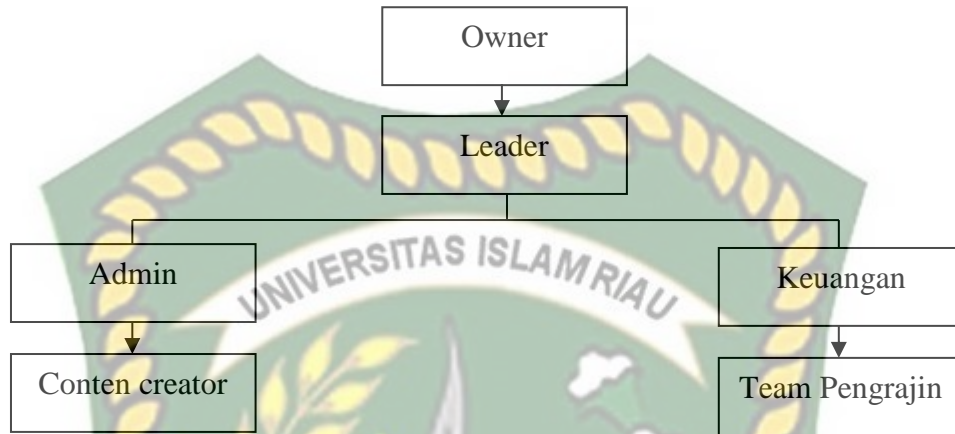 Owner
Leader
Admin
Keuangan
UNIVERSITAS ISLAM RIAU
Conten creator
Team Pengrajin